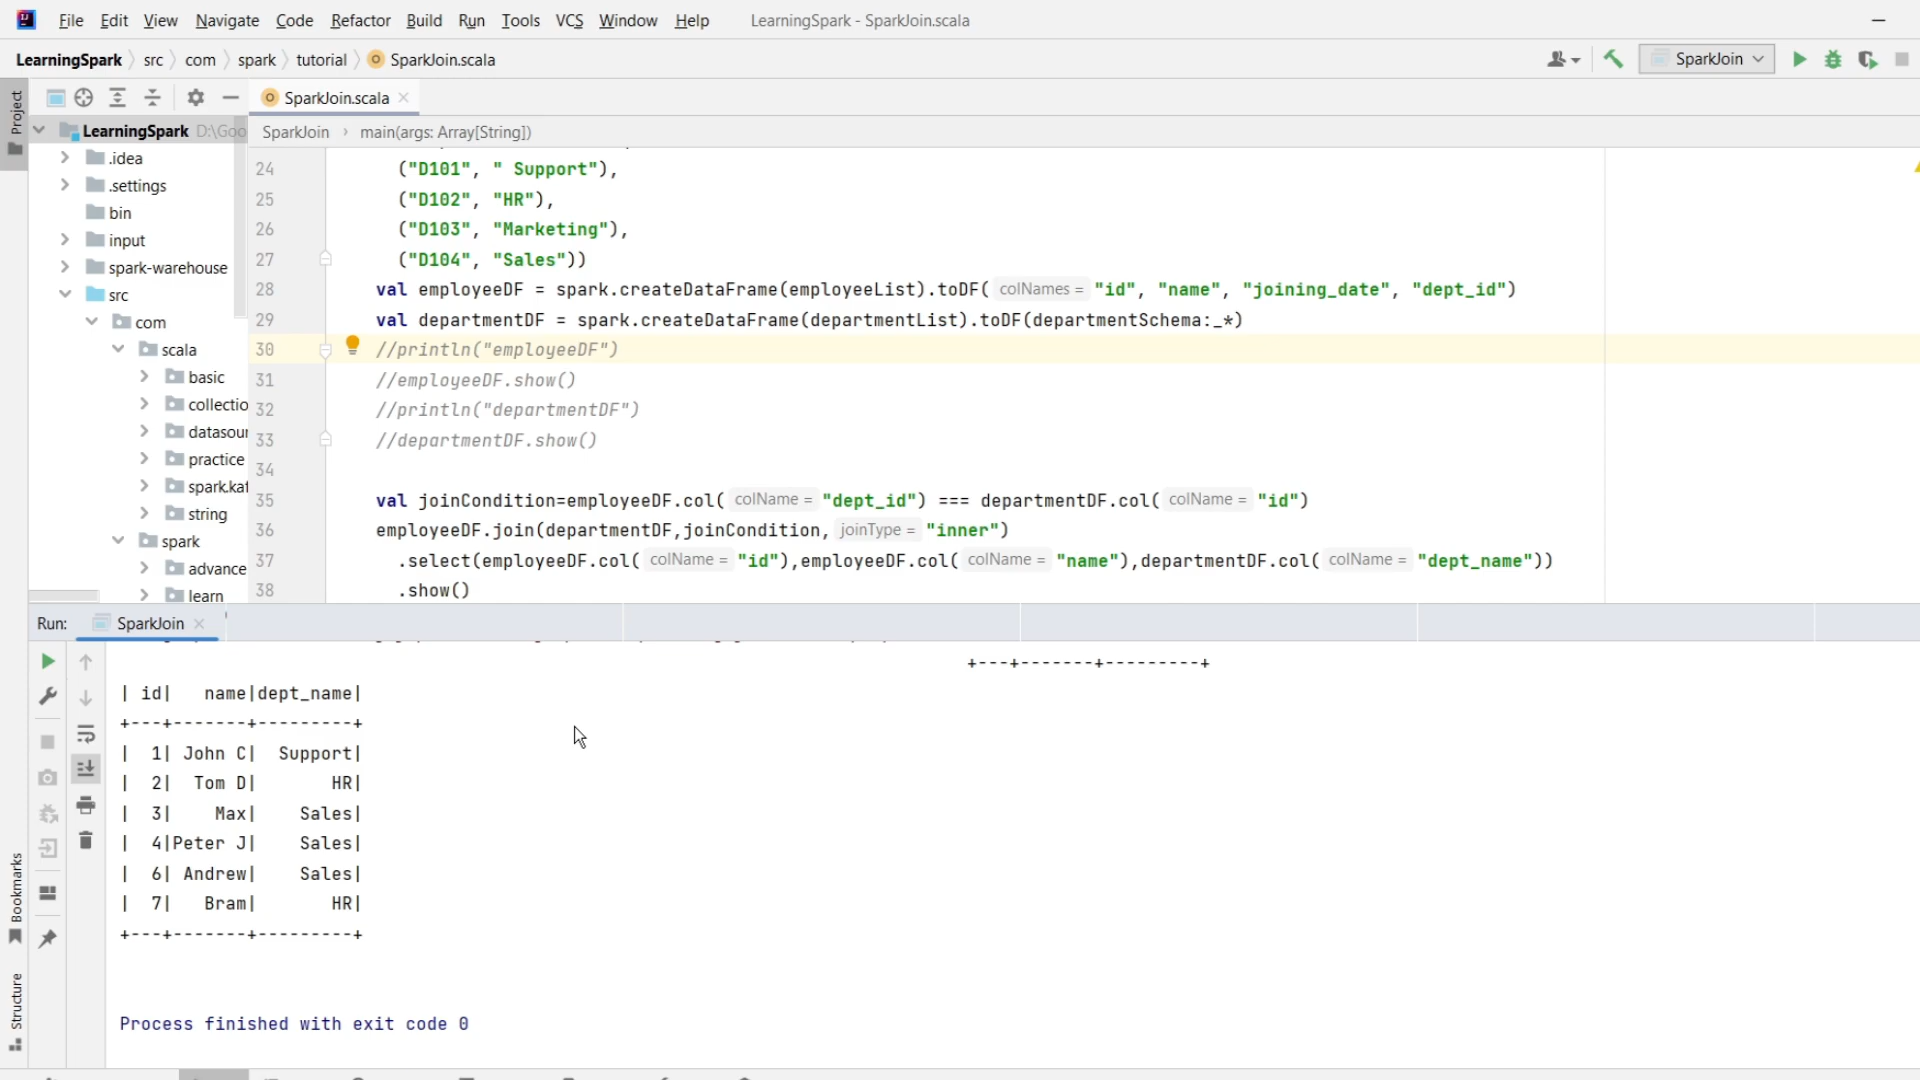 File Edit View Navigate Code Refactor Build Run Tools VCS Window Help LearningSpark - SparkJoin.scala
LearningSpark src com spark tutorial SparkJoin.scala SparkJoin
Project
SparkJoin.scala
LearningSpark D:\Goo
SparkJoin main(args: Array[String])
.idea
.settings
bin
input
spark-warehouse
src
com
scala
basic
collectio
datasour
practice
spark.kaf
string
spark
advance
learn
24 ("D101", " Support"),
25 ("D102", "HR"),
26 ("D103", "Marketing"),
27 ("D104", "Sales"))
28 val employeeDF = spark.createDataFrame(employeeList).toDF( colNames = "id", "name", "joining_date", "dept_id")
29 val departmentDF = spark.createDataFrame(departmentList).toDF(departmentSchema:_*)
30 //println("employeeDF")
31 //employeeDF.show()
32 //println("departmentDF")
33 //departmentDF.show()
34
35 val joinCondition=employeeDF.col( colName = "dept_id") === departmentDF.col( colName = "id")
36 employeeDF.join(departmentDF,joinCondition, joinType = "inner")
37 .select(employeeDF.col( colName = "id"),employeeDF.col( colName = "name"),departmentDF.col( colName = "dept_name"))
38 .show()
Run: SparkJoin
+---+-------+---------+
| id|   name|dept_name|
+---+-------+---------+
|  1| John C|  Support|
|  2|  Tom D|       HR|
|  3|    Max|    Sales|
|  4|Peter J|    Sales|
|  6| Andrew|    Sales|
|  7|   Bram|       HR|
+---+-------+---------+
Process finished with exit code 0
Bookmarks
Structure